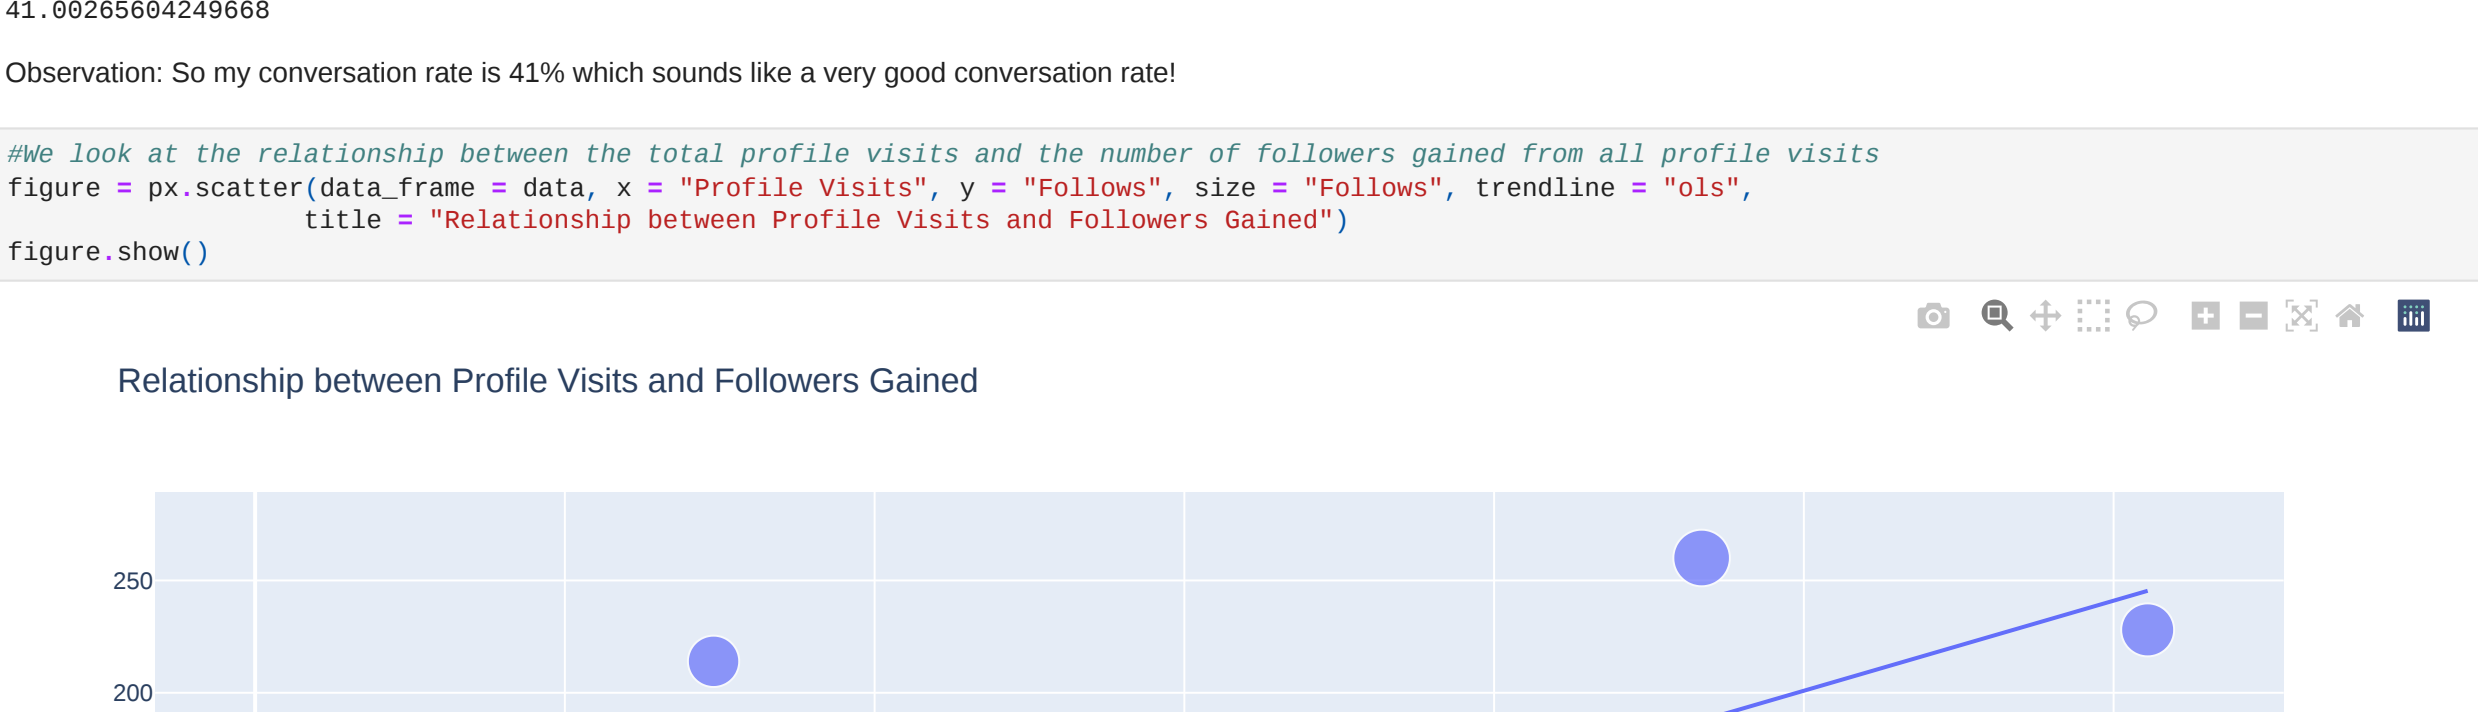 41.00265604249668
Observation: So my conversation rate is 41% which sounds like a very good conversation rate!
#We look at the relationship between the total profile visits and the number of followers gained from all profile visits
figure = px.scatter(data_frame = data, x = "Profile Visits", y = "Follows", size = "Follows", trendline = "ols",
                   title = "Relationship between Profile Visits and Followers Gained")
figure.show()
Relationship between Profile Visits and Followers Gained
250
200